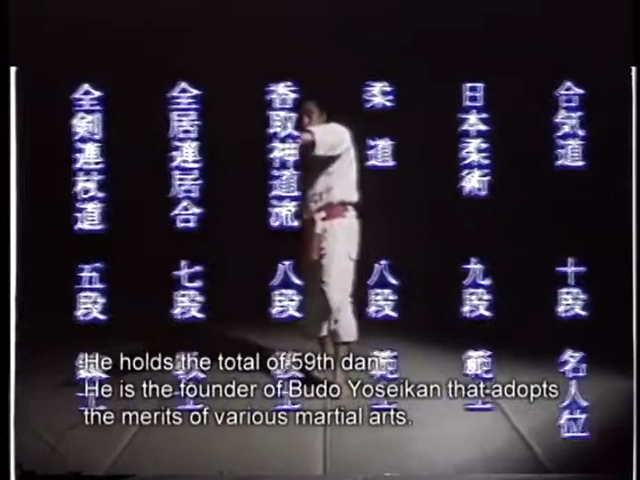 合気道 十段 名人位
日本柔術 九段 範士
柔道 八段 範
香取神道流 八段
全居連居合 七段
全剣連杖道 五段
He holds the total of 59th dan.
He is the founder of Budo Yoseikan that adopts
the merits of various martial arts.